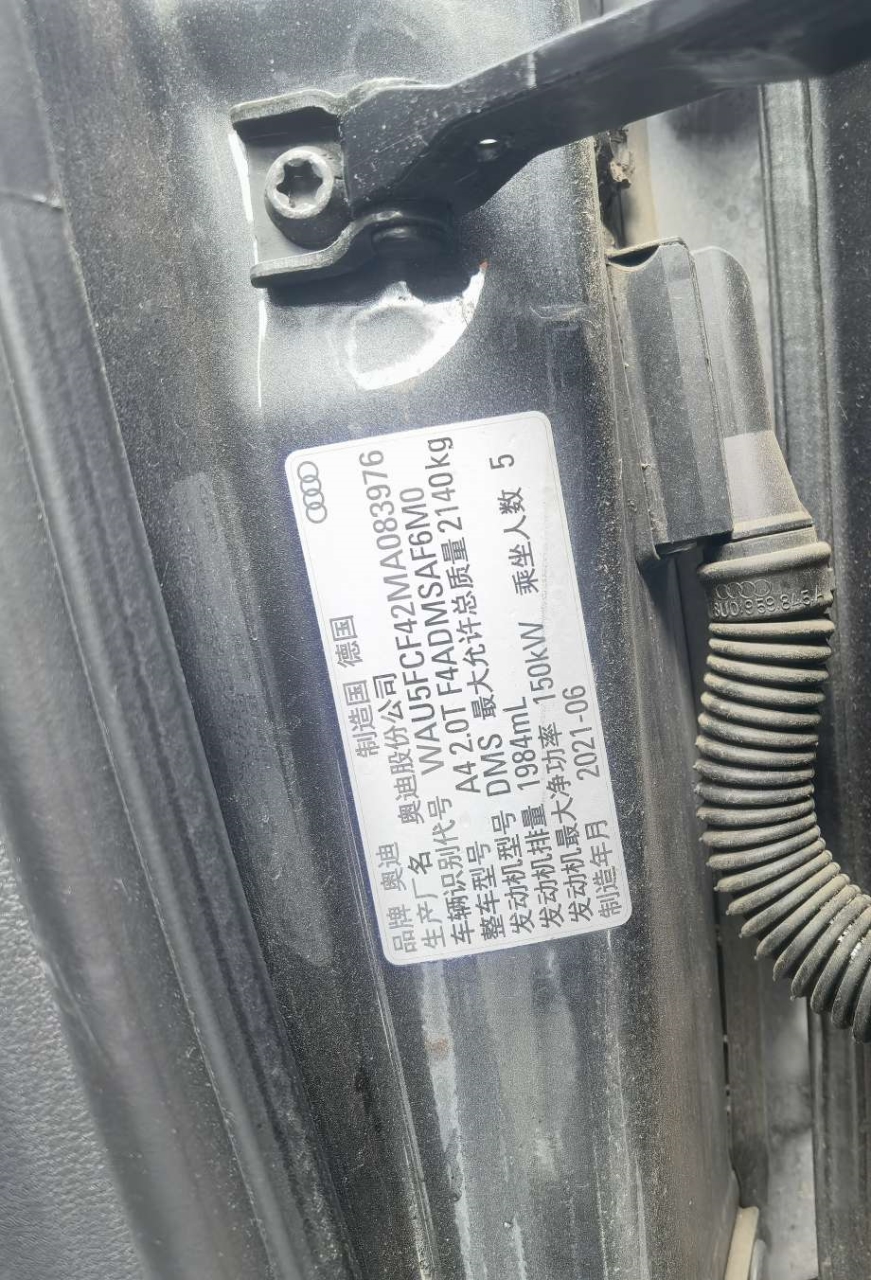 品牌 奥迪 制造国 德国
生产厂名 奥迪股份公司
车辆识别代号 WAU5FCF42MA083976
整车型号 A4 2.0T F4ADMSAF6M0
发动机型号 DMS 最大允许总质量 2140kg
发动机排量 1984mL
发动机最大净功率 150kW 乘坐人数 5
制造年月 2021-06